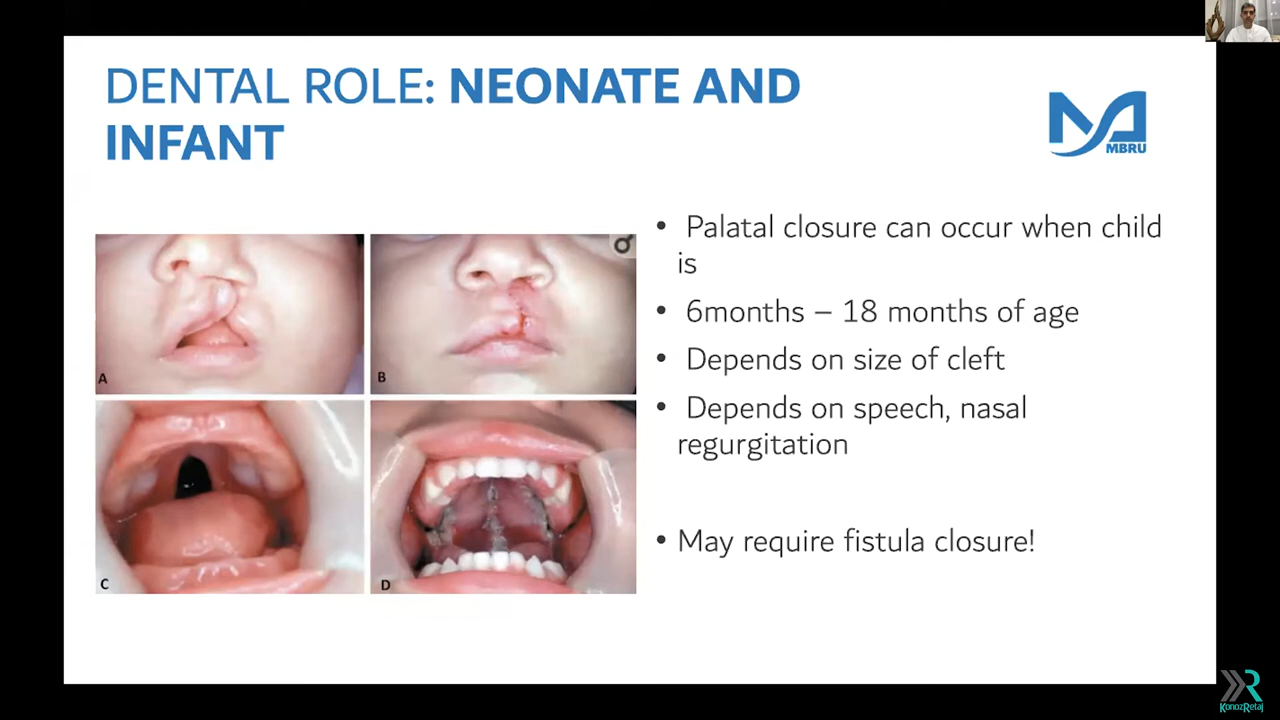 DENTAL ROLE: NEONATE AND
INFANT
MBRU
• Palatal closure can occur when child
is
• 6months – 18 months of age
• Depends on size of cleft
• Depends on speech, nasal
regurgitation
• May require fistula closure!
A
B
C
D
KonozRetaj